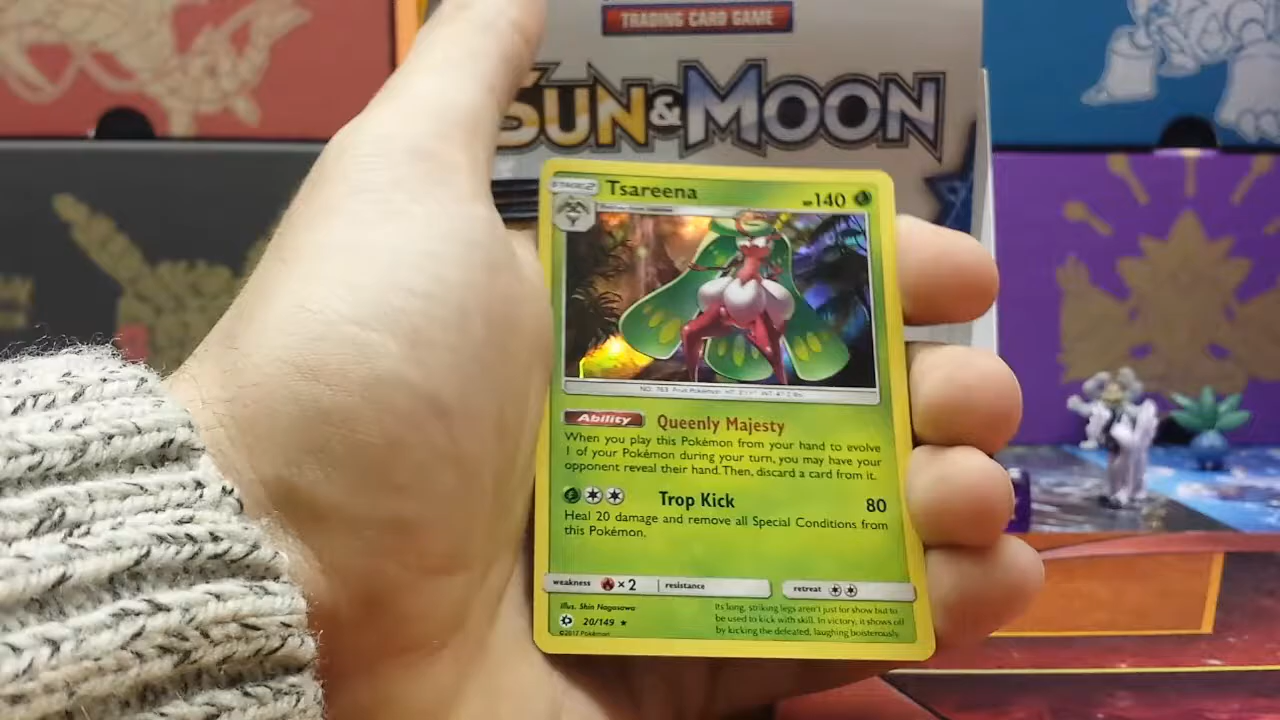 TRADING CARD GAME
SUN & MOON
STAGE 2
Tsareena
HP140
Ability
Queenly Majesty
When you play this Pokémon from your hand to evolve
1 of your Pokémon during your turn, you may have your
opponent reveal their hand. Then, discard a card from it.
Trop Kick 80
Heal 20 damage and remove all Special Conditions from
this Pokémon.
weakness ×2 resistance retreat
Illus. Shin Nagasawa
20/149 ★
©2017 Pokémon
Its long, striking legs aren't just for show but to
be used to kick with skill. In victory, it shows off
by kicking the defeated, laughing boisterously.